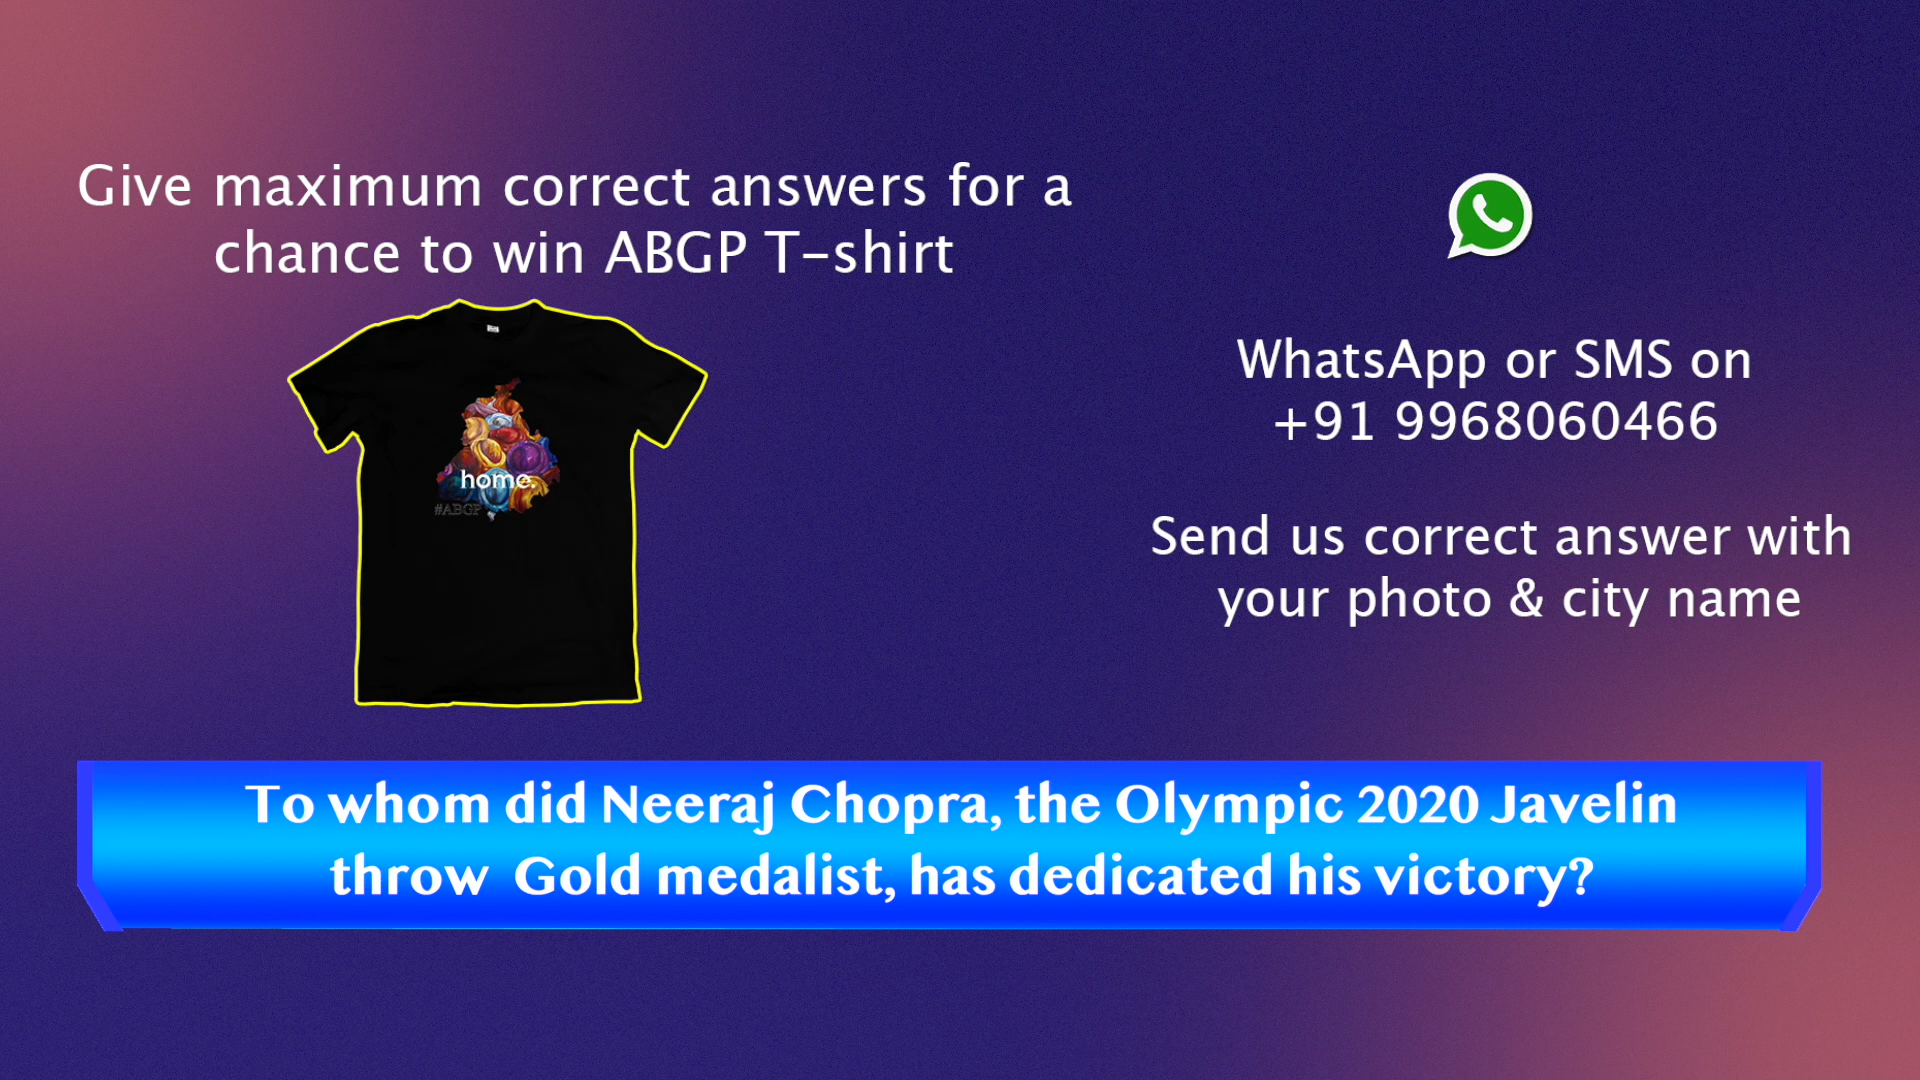 Give maximum correct answers for a
chance to win ABGP T-shirt
home.
#ABGP
WhatsApp or SMS on
+91 9968060466
Send us correct answer with
your photo & city name
To whom did Neeraj Chopra, the Olympic 2020 Javelin
throw Gold medalist, has dedicated his victory?